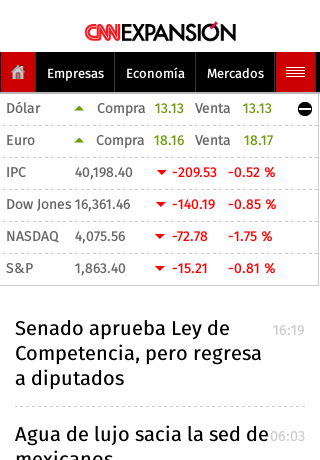 CNNEXPANSIÓN
Empresas Economía Mercados
Dólar Compra 13.13 Venta 13.13
Euro Compra 18.16 Venta 18.17
IPC 40,198.40 -209.53 -0.52 %
Dow Jones 16,361.46 -140.19 -0.85 %
NASDAQ 4,075.56 -72.78 -1.75 %
S&P 1,863.40 -15.21 -0.81 %
Senado aprueba Ley de 16:19
Competencia, pero regresa
a diputados
Agua de lujo sacia la sed de 06:03
mexicanos